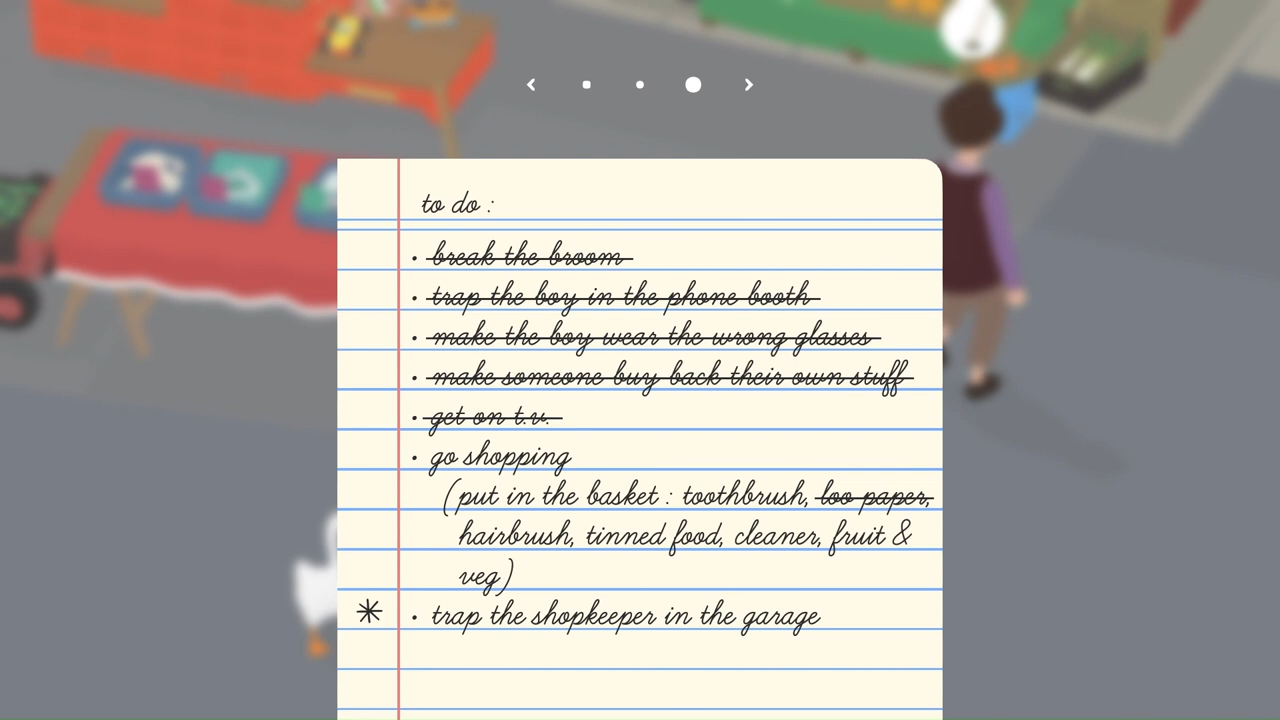 to do :
• break the broom
• trap the boy in the phone booth
• make the boy wear the wrong glasses
• make someone buy back their own stuff
• get on t.v.
• go shopping
(put in the basket : toothbrush, loo paper,
hairbrush, tinned food, cleaner, fruit &
veg)
* • trap the shopkeeper in the garage